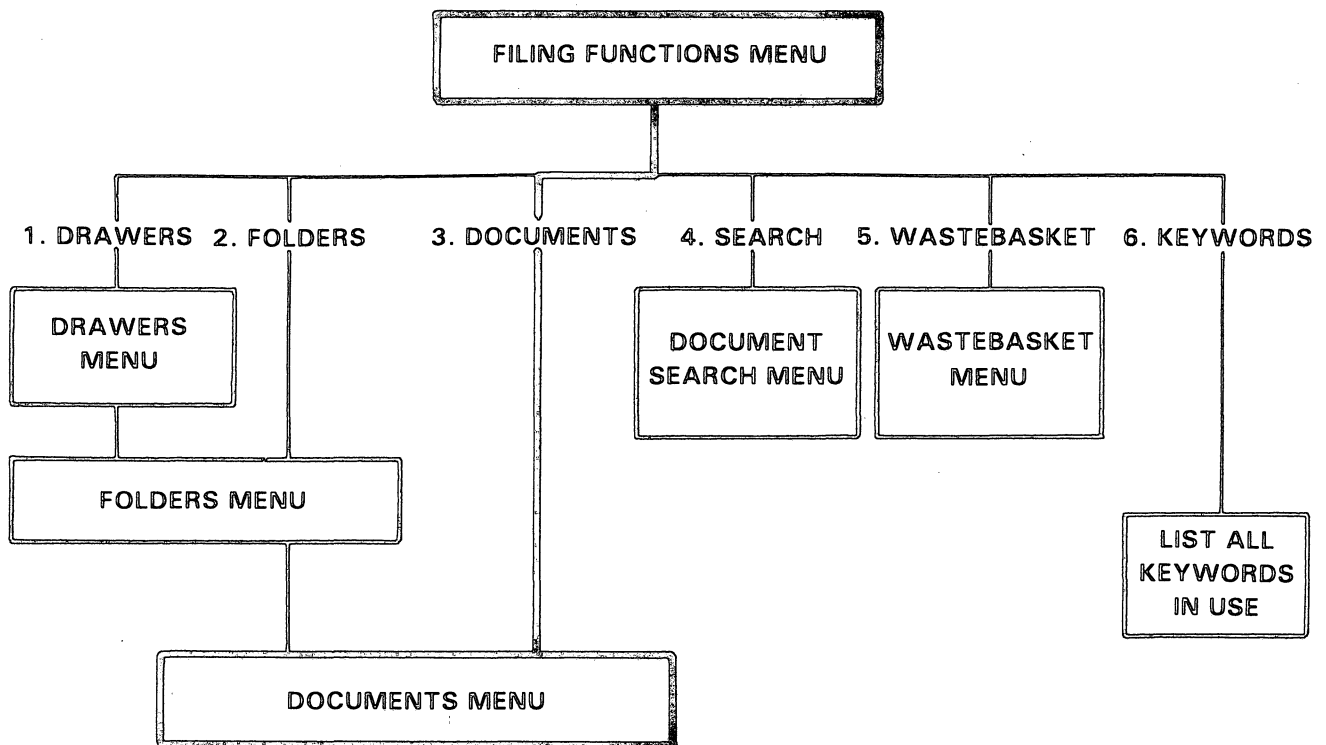 FILING FUNCTIONS MENU
1. DRAWERS 2. FOLDERS 3. DOCUMENTS 4. SEARCH 5. WASTEBASKET 6. KEYWORDS
DRAWERS
MENU
DOCUMENT
SEARCH MENU
WASTEBASKET
MENU
FOLDERS MENU
LIST ALL
KEYWORDS
IN USE
DOCUMENTS MENU